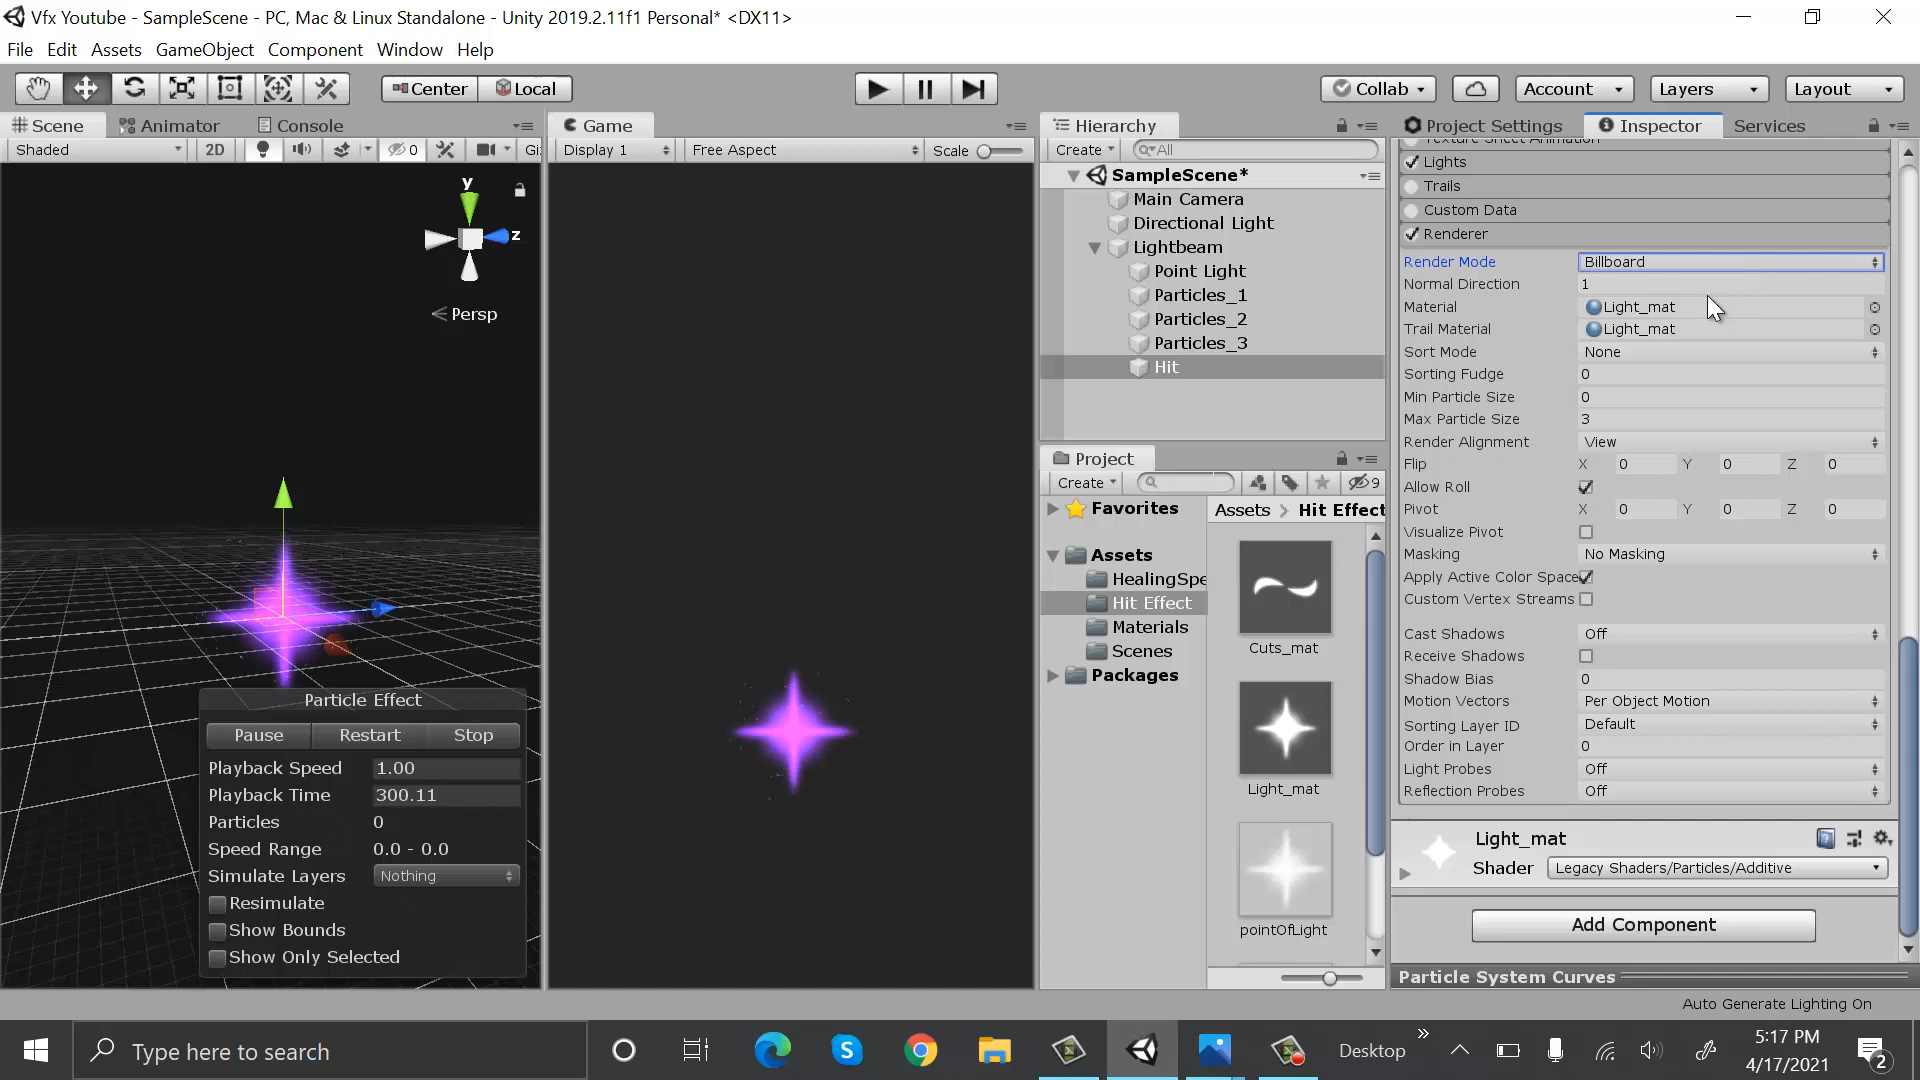 Vfx Youtube - SampleScene - PC, Mac & Linux Standalone - Unity 2019.2.11f1 Personal* <DX11>
File Edit Assets GameObject Component Window Help
Center Local Collab Account Layers Layout
Scene Animator Console
Shaded 2D 0 Gi
y
z
Persp
Particle Effect
Pause Restart Stop
Playback Speed 1.00
Playback Time 300.11
Particles 0
Speed Range 0.0 - 0.0
Simulate Layers Nothing
Resimulate
Show Bounds
Show Only Selected
Game
Display 1 Free Aspect Scale
Hierarchy
Create All
SampleScene*
Main Camera
Directional Light
Lightbeam
Point Light
Particles_1
Particles_2
Particles_3
Hit
Project
Create 9
Favorites
Assets
HealingSpe
Hit Effect
Materials
Scenes
Packages
Assets > Hit Effect
Cuts_mat
Light_mat
pointOfLight
Project Settings Inspector Services
Texture Sheet Animation
Lights
Trails
Custom Data
Renderer
Render Mode Billboard
Normal Direction 1
Material Light_mat
Trail Material Light_mat
Sort Mode None
Sorting Fudge 0
Min Particle Size 0
Max Particle Size 3
Render Alignment View
Flip X 0 Y 0 Z 0
Allow Roll
Pivot X 0 Y 0 Z 0
Visualize Pivot
Masking No Masking
Apply Active Color Space
Custom Vertex Streams
Cast Shadows Off
Receive Shadows
Shadow Bias 0
Motion Vectors Per Object Motion
Sorting Layer ID Default
Order in Layer 0
Light Probes Off
Reflection Probes Off
Light_mat
Shader Legacy Shaders/Particles/Additive
Add Component
Particle System Curves
Auto Generate Lighting On
Type here to search
Desktop
5:17 PM
4/17/2021
2